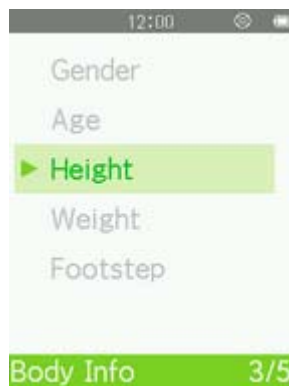 12:00
Gender
Age
Height
Weight
Footstep
Body Info 3/5